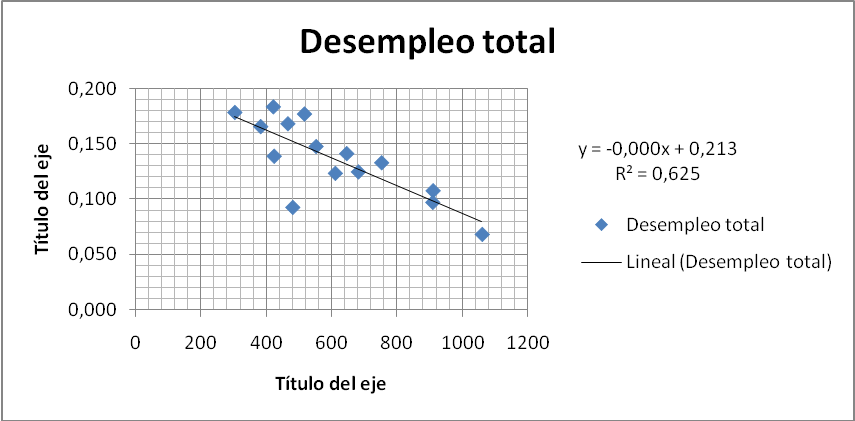 Desempleo total
Título del eje
0,200
0,150
0,100
0,050
0,000
0 200 400 600 800 1000 1200
Título del eje
y = -0,000x + 0,213
R² = 0,625
Desempleo total
Lineal (Desempleo total)